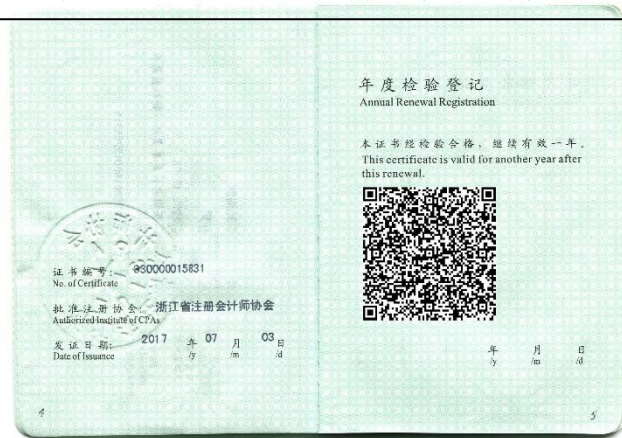 证书编号: 330000015831
No. of Certificate
批准注册协会: 浙江省注册会计师协会
Authorized Institute of CPAs
发证日期: 2017 年 07 月 03 日
Date of Issuance /y /m /d
4
年度检验登记
Annual Renewal Registration
本证书经检验合格，继续有效一年。
This certificate is valid for another year after
this renewal.
年 月 日
/y /m /d
5